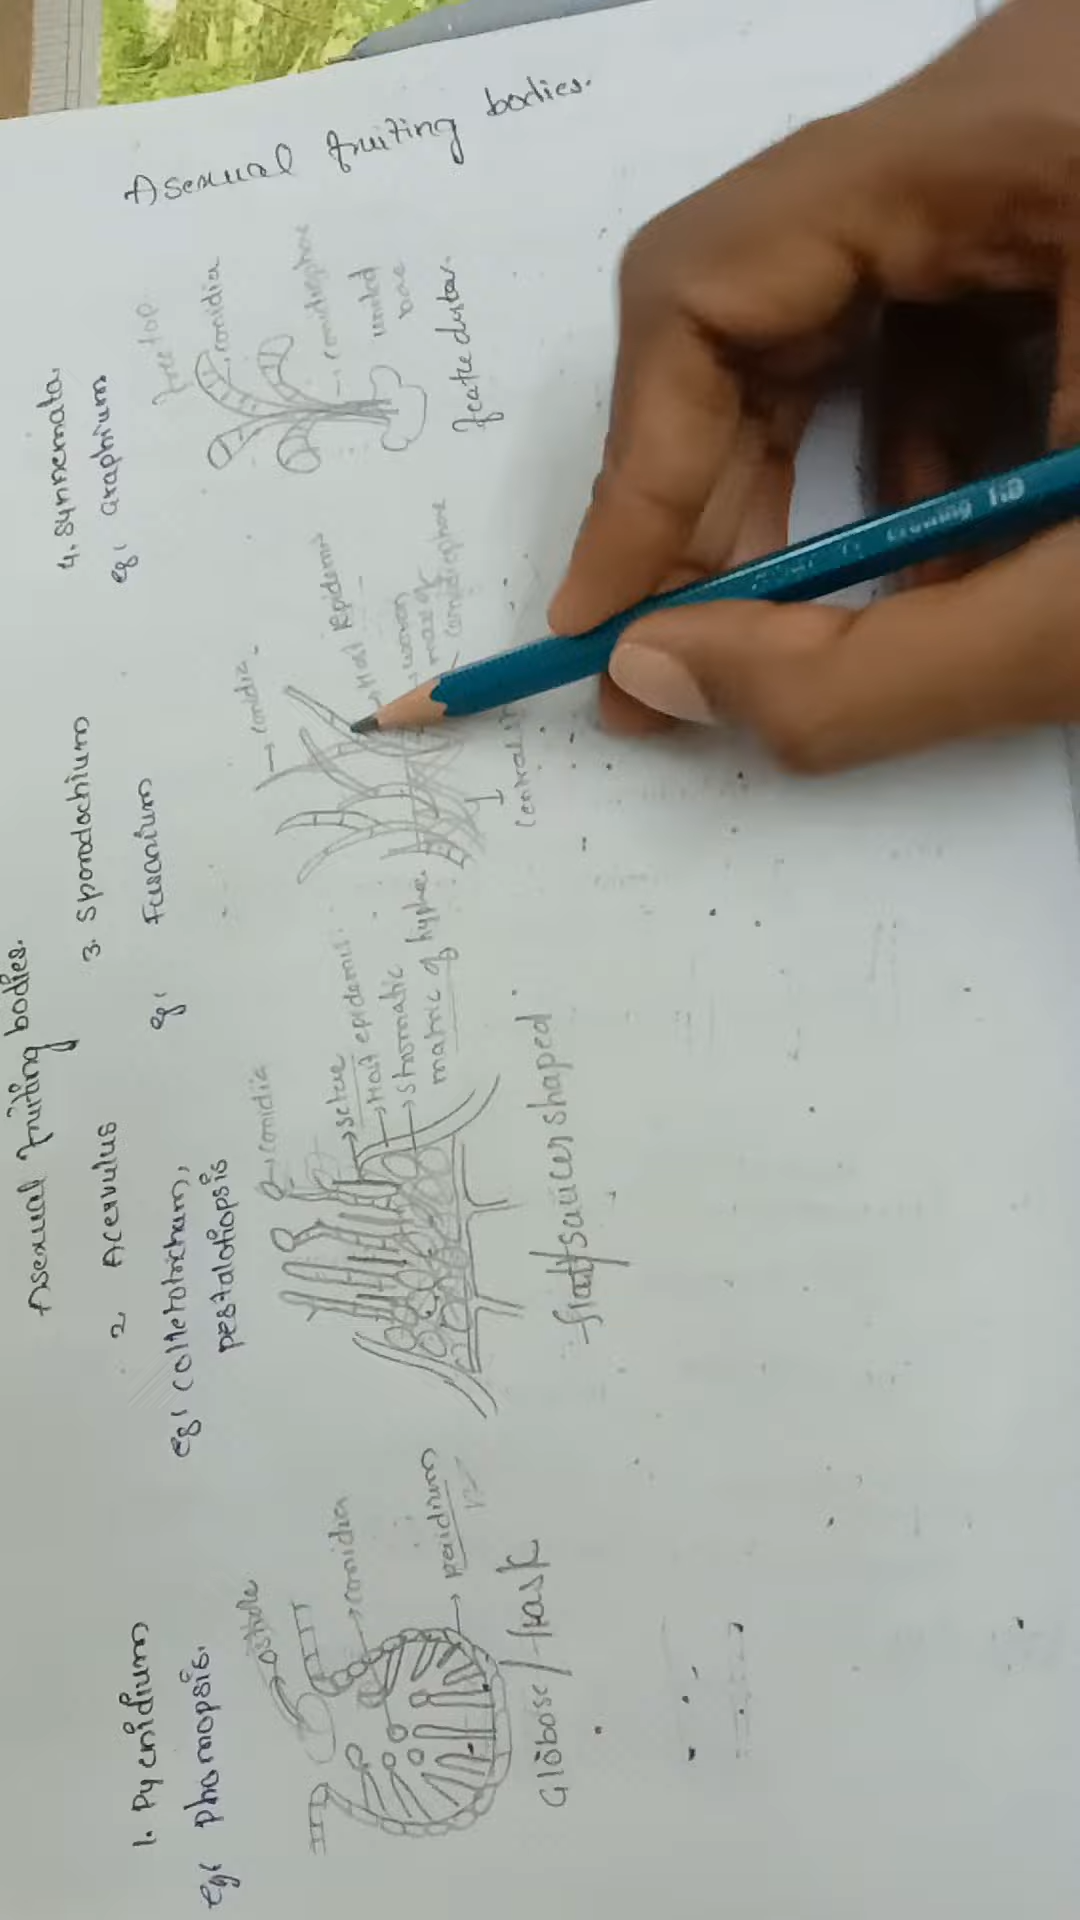 Asexual fruiting bodies.
1. Pycnidium
eg: Phomopsis.
ostiole
conidia
peridium
Globose/flask
2 Acervulus
eg: Colletotrichum,
pestalotiopsis
conidia
setae
Host epidermis.
stromatic
matric of hyphae
flat/saucer shaped.
3. Sporodochium
eg: Fusarium
conidia
Host Epidermis
woven
mass of
conidiophore
4. Synnemata.
eg: Graphium
free top.
conidia
conidiophore
united
base
feather duster.
Asexual fruiting bodies.